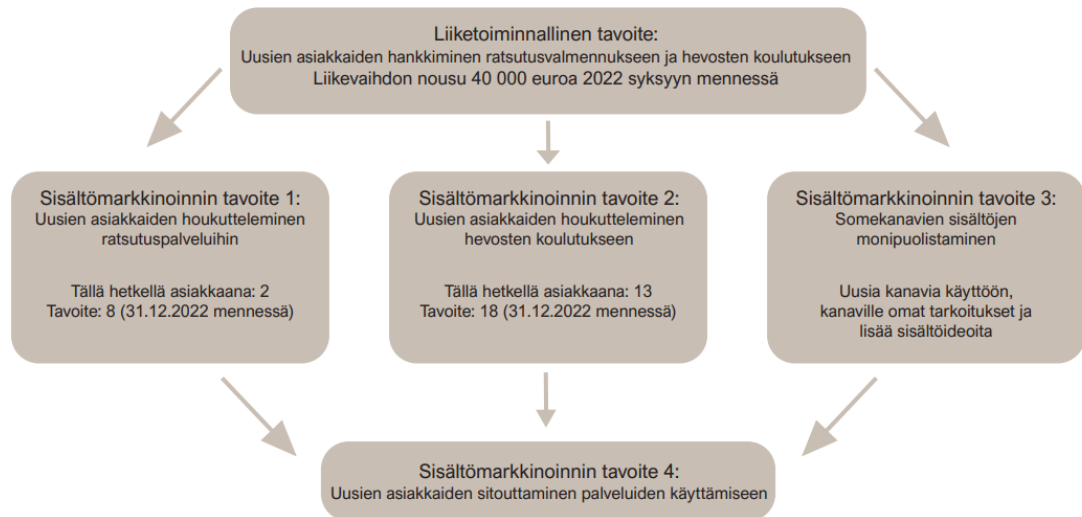 Liiketoiminnallinen tavoite:
Uusien asiakkaiden hankkiminen ratsutusvalmennukseen ja hevosten koulutukseen
Liikevaihdon nousu 40 000 euroa 2022 syksyyn mennessä
Sisältömarkkinoinnin tavoite 1:
Uusien asiakkaiden houkutteleminen
ratsutuspalveluihin
Tällä hetkellä asiakkaana: 2
Tavoite: 8 (31.12.2022 mennessä)
Sisältömarkkinoinnin tavoite 2:
Uusien asiakkaiden houkutteleminen
hevosten koulutukseen
Tällä hetkellä asiakkaana: 13
Tavoite: 18 (31.12.2022 mennessä)
Sisältömarkkinoinnin tavoite 3:
Somekanavien sisältöjen
monipuolistaminen
Uusia kanavia käyttöön,
kanaville omat tarkoitukset ja
lisää sisältöideoita
Sisältömarkkinoinnin tavoite 4:
Uusien asiakkaiden sitouttaminen palveluiden käyttämiseen